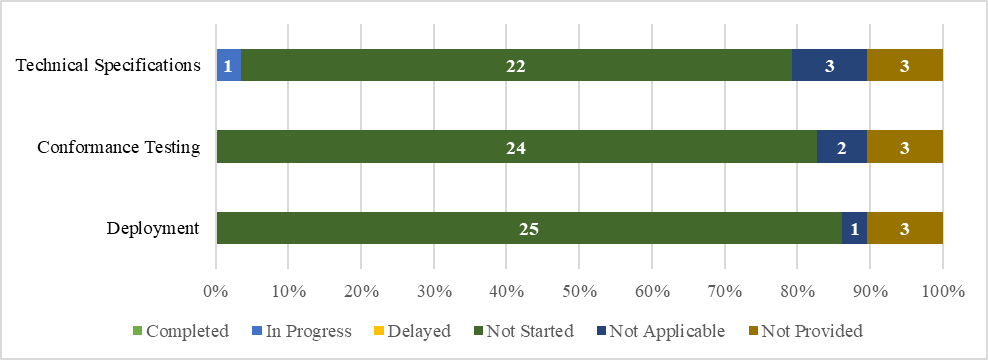 Technical Specifications 1 22 3 3
Conformance Testing 24 2 3
Deployment 25 1 3
0% 10% 20% 30% 40% 50% 60% 70% 80% 90% 100%
Completed In Progress Delayed Not Started Not Applicable Not Provided